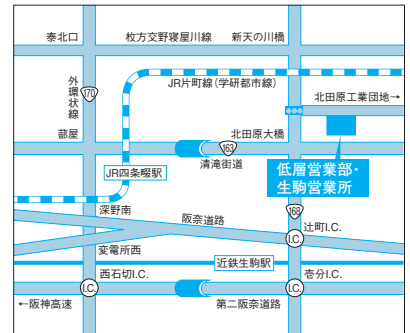 泰北口
枚方交野寝屋川線
新天の川橋
外環状線
170
JR片町線(学研都市線)
北田原工業団地→
蔀屋
163
北田原大橋
清滝街道
JR四条畷駅
低層営業部・
生駒営業所
深野南
阪奈道路
168
辻町I.C.
I.C.
変電所西
近鉄生駒駅
西石切I.C.
壱分I.C.
I.C.
I.C.
←阪神高速
第二阪奈道路